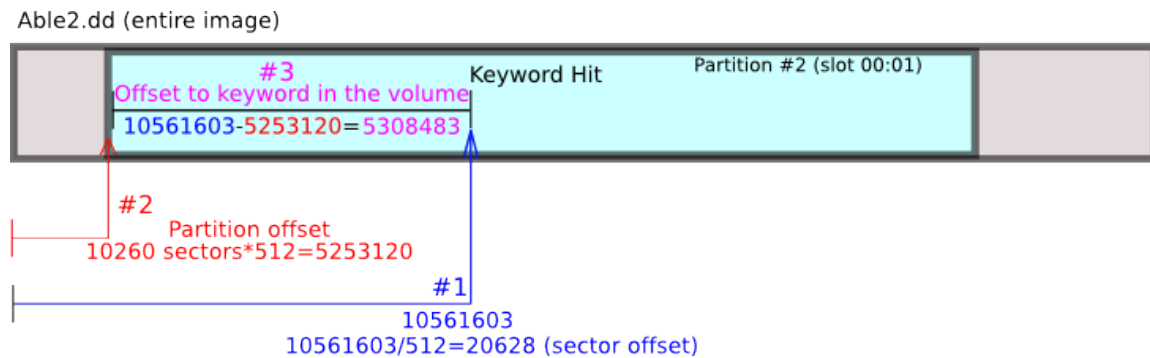 Able2.dd (entire image)
#3
Keyword Hit
Partition #2 (slot 00:01)
Offset to keyword in the volume
10561603-5253120=5308483
#2
Partition offset
10260 sectors*512=5253120
#1
10561603
10561603/512=20628 (sector offset)